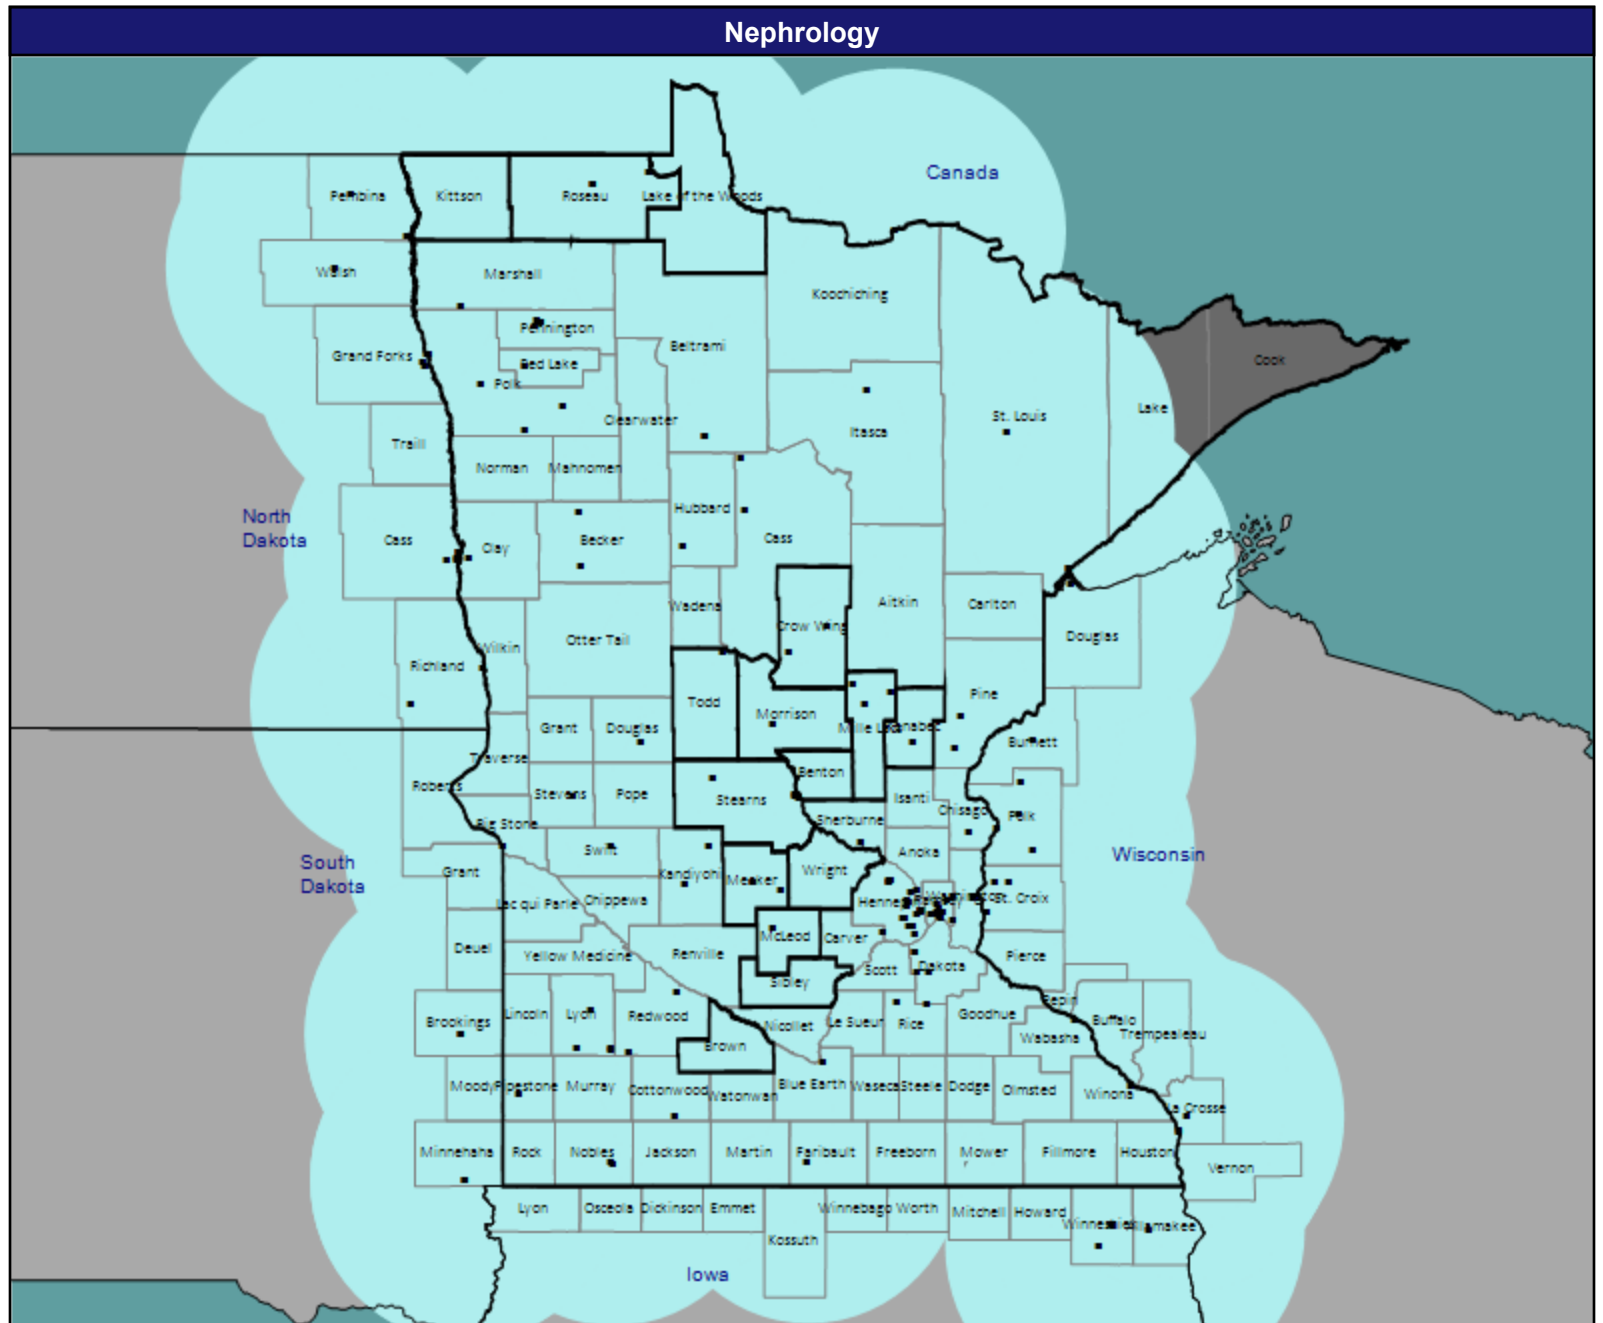 Nephrology
Canada
Pembina
Kittson
Roseau
Lake of the Woods
Walsh
Marshall
Koochiching
Pennington
Beltrami
Grand Forks
Red Lake
Cook
Polk
Lake
Clearwater
St. Louis
Itasca
Traill
Norman
Mahnomen
Hubbard
North
Dakota
Cass
Clay
Becker
Cass
Wadena
Aitkin
Carlton
Crow Wing
Douglas
Otter Tail
Wilkin
Richland
Todd
Pine
Morrison
Grant
Douglas
Mille Lacs
Kanabec
Burnett
Traverse
Benton
Roberts
Stevens
Pope
Stearns
Isanti
Chisago
Polk
Big Stone
Sherburne
Swift
Anoka
Wisconsin
South
Dakota
Grant
Kandiyohi
Meeker
Wright
Lac qui Parle
Chippewa
Washington
St. Croix
McLeod
Carver
Deuel
Yellow Medicine
Renville
Pierce
Scott
Dakota
Sibley
Pepin
Brookings
Lincoln
Lyon
Redwood
Nicollet
Le Sueur
Rice
Goodhue
Buffalo
Trempealeau
Wabasha
Brown
Moody
Pipestone
Murray
Cottonwood
Watonwan
Blue Earth
Waseca
Steele
Dodge
Olmsted
Winona
La Crosse
Minnehaha
Rock
Nobles
Jackson
Martin
Faribault
Freeborn
Mower
Fillmore
Houston
Vernon
Lyon
Osceola
Dickinson
Emmet
Winnebago
Worth
Mitchell
Howard
Winneshiek
Allamakee
Kossuth
Iowa